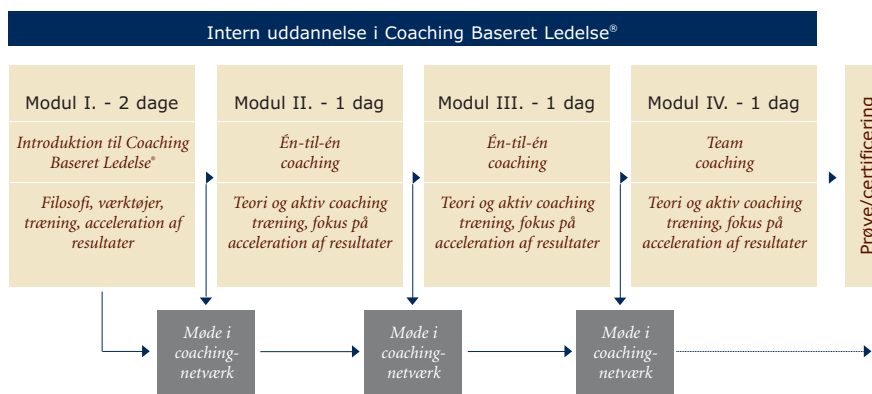 Intern uddannelse i Coaching Baseret Ledelse®
Modul I. - 2 dage
Introduktion til Coaching
Baseret Ledelse®
Filosofi, værktøjer,
træning, acceleration af
resultater
Modul II. - 1 dag
Én-til-én
coaching
Teori og aktiv coaching
træning, fokus på
acceleration af resultater
Modul III. - 1 dag
Én-til-én
coaching
Teori og aktiv coaching
træning, fokus på
acceleration af resultater
Modul IV. - 1 dag
Team
coaching
Teori og aktiv coaching
træning, fokus på
acceleration af resultater
Prøve/certificering
Møde i
coaching-
netværk
Møde i
coaching-
netværk
Møde i
coaching-
netværk